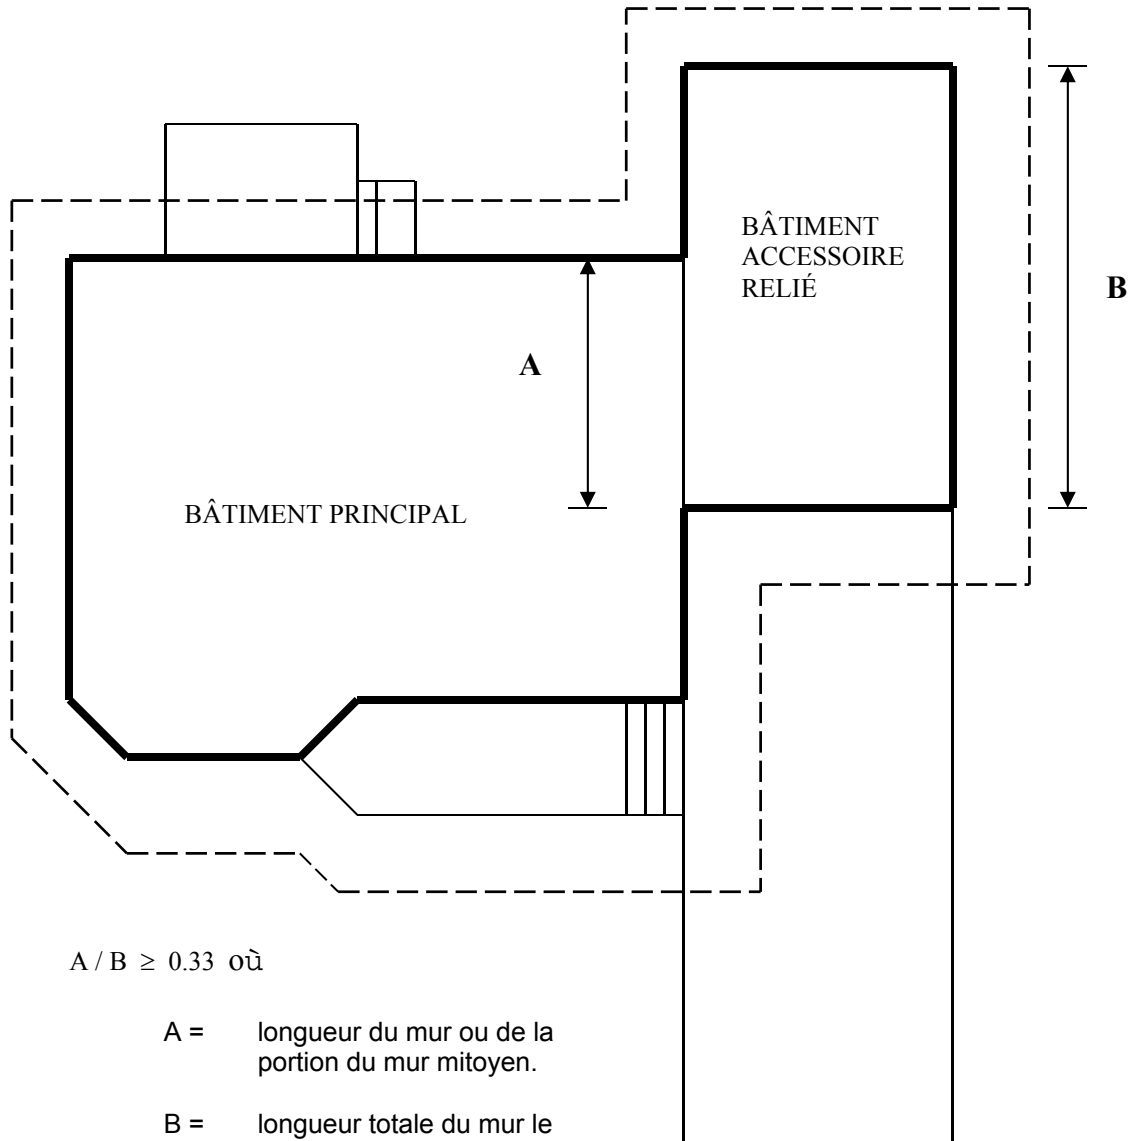 BÂTIMENT
ACCESSOIRE
RELIÉ
B
A
BÂTIMENT PRINCIPAL
A / B ≥ 0.33 où
A = longueur du mur ou de la
portion du mur mitoyen.
B = longueur totale du mur le